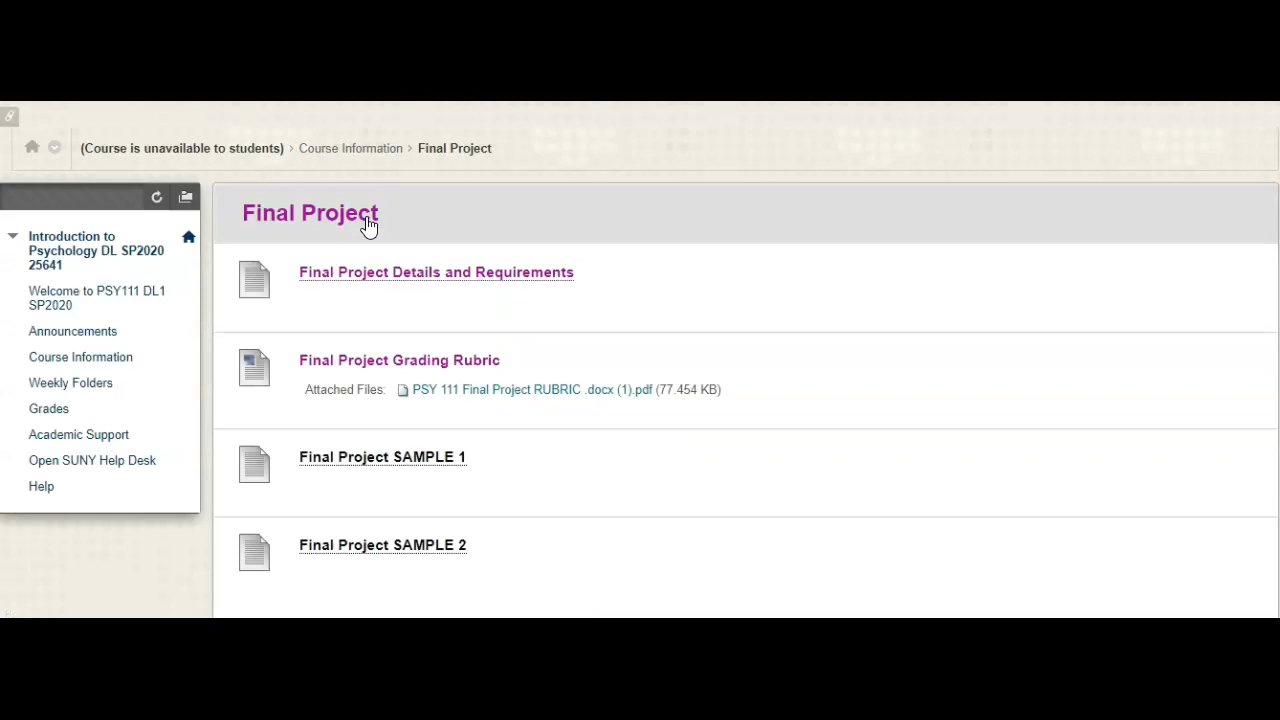 (Course is unavailable to students) › Course Information › Final Project
Introduction to
Psychology DL SP2020
25641
Welcome to PSY111 DL1
SP2020
Announcements
Course Information
Weekly Folders
Grades
Academic Support
Open SUNY Help Desk
Help
Final Project
Final Project Details and Requirements
Final Project Grading Rubric
Attached Files: PSY 111 Final Project RUBRIC .docx (1).pdf (77.454 KB)
Final Project SAMPLE 1
Final Project SAMPLE 2